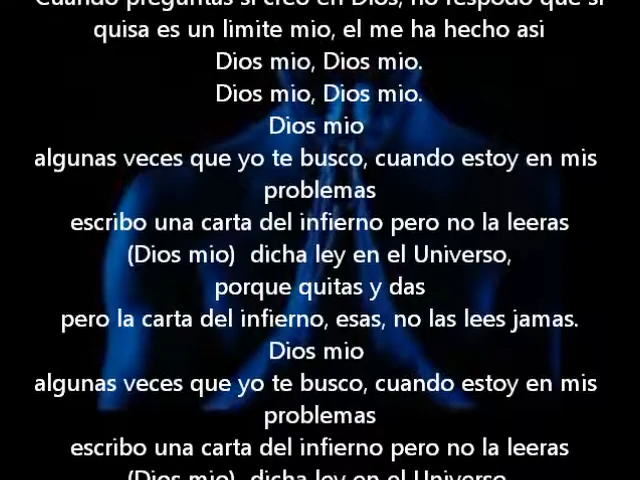 Cuando preguntas si creo en Dios, no respodo que si
quisa es un limite mio, el me ha hecho asi
Dios mio, Dios mio.
Dios mio, Dios mio.
Dios mio
algunas veces que yo te busco, cuando estoy en mis
problemas
escribo una carta del infierno pero no la leeras
(Dios mio)  dicha ley en el Universo,
porque quitas y das
pero la carta del infierno, esas, no las lees jamas.
Dios mio
algunas veces que yo te busco, cuando estoy en mis
problemas
escribo una carta del infierno pero no la leeras
(Dios mio)  dicha ley en el Universo